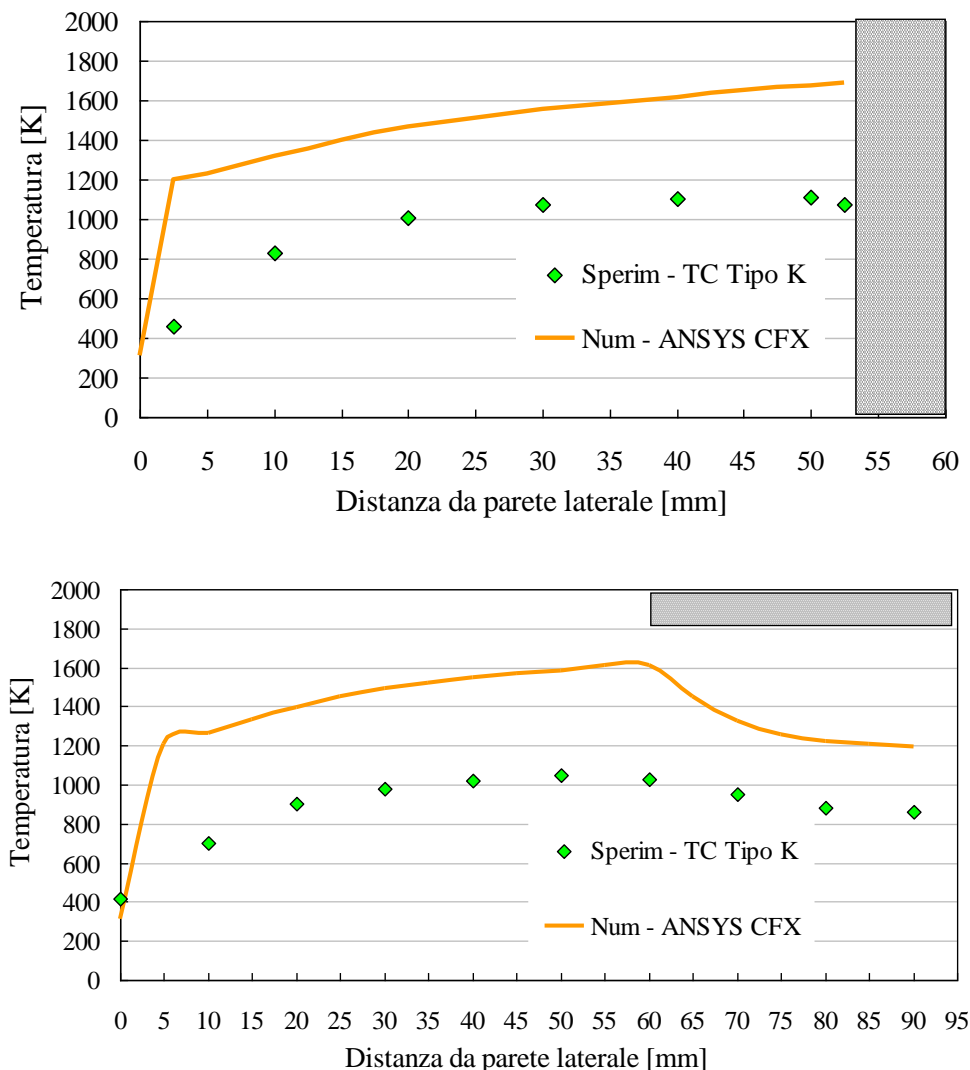 2000
1800
1600
1400
1200
1000
800
600
400
200
0
Temperatura [K]
Sperim - TC Tipo K
Num - ANSYS CFX
0 5 10 15 20 25 30 35 40 45 50 55 60
Distanza da parete laterale [mm]
2000
1800
1600
1400
1200
1000
800
600
400
200
0
Temperatura [K]
Sperim - TC Tipo K
Num - ANSYS CFX
0 5 10 15 20 25 30 35 40 45 50 55 60 65 70 75 80 85 90 95
Distanza da parete laterale [mm]